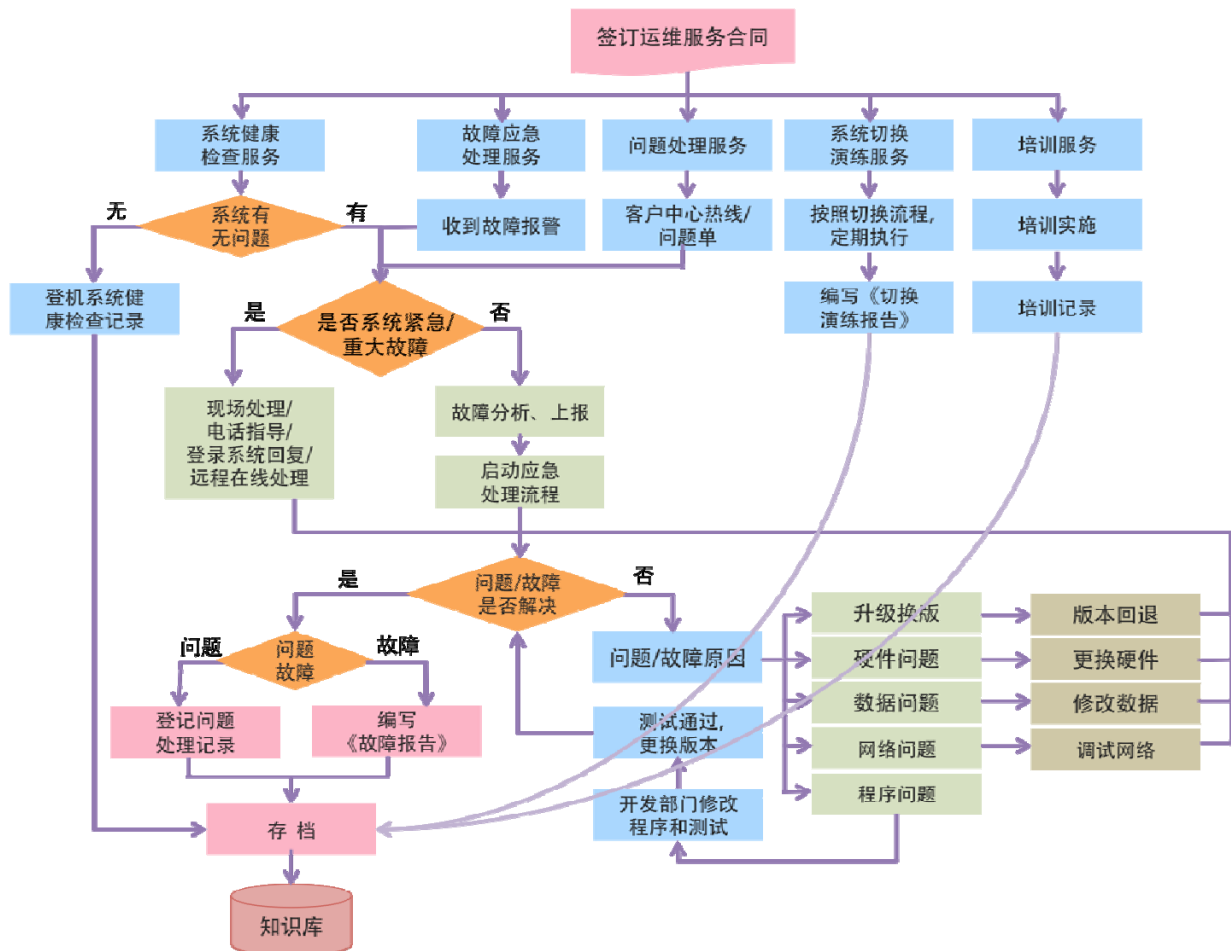 签订运维服务合同
系统健康
检查服务
故障应急
处理服务
问题处理服务
系统切换
演练服务
培训服务
无
系统有
无问题
有
收到故障报警
客户中心热线/
问题单
按照切换流程,
定期执行
培训实施
登机系统健
康检查记录
是
是否系统紧急/
重大故障
否
编写《切换
演练报告》
培训记录
现场处理/
电话指导/
登录系统回复/
远程在线处理
故障分析、上报
启动应急
处理流程
是
问题/故障
是否解决
否
问题
问题
故障
故障
问题/故障原因
升级换版
版本回退
硬件问题
更换硬件
登记问题
处理记录
编写
《故障报告》
测试通过,
更换版本
数据问题
修改数据
网络问题
调试网络
存 档
开发部门修改
程序和测试
程序问题
知识库